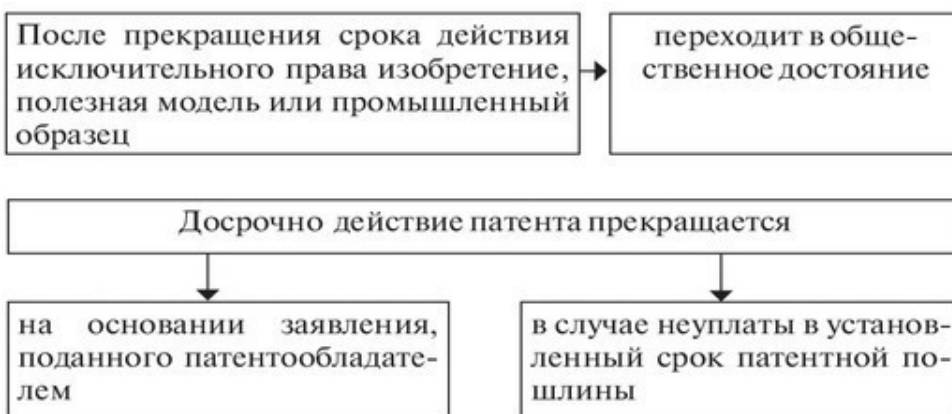 После прекращения срока действия
исключительного права изобретение,
полезная модель или промышленный
образец
переходит в обще-
ственное достояние
Досрочно действие патента прекращается
на основании заявления,
поданного патентообладате-
лем
в случае неуплаты в установ-
ленный срок патентной по-
шлины